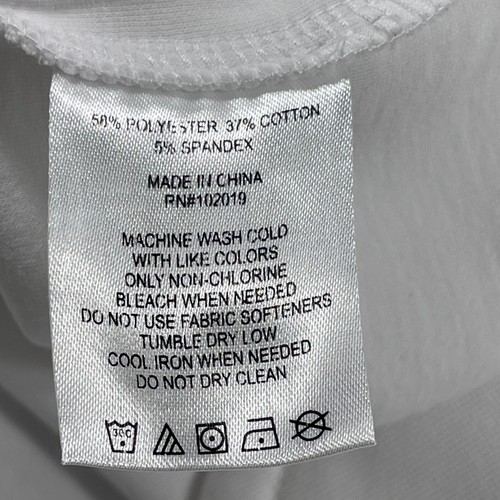 58% POLYESTER 37% COTTON
5% SPANDEX
MADE IN CHINA
RN#102019
MACHINE WASH COLD
WITH LIKE COLORS
ONLY NON-CHLORINE
BLEACH WHEN NEEDED
DO NOT USE FABRIC SOFTENERS
TUMBLE DRY LOW
COOL IRON WHEN NEEDED
DO NOT DRY CLEAN
30C